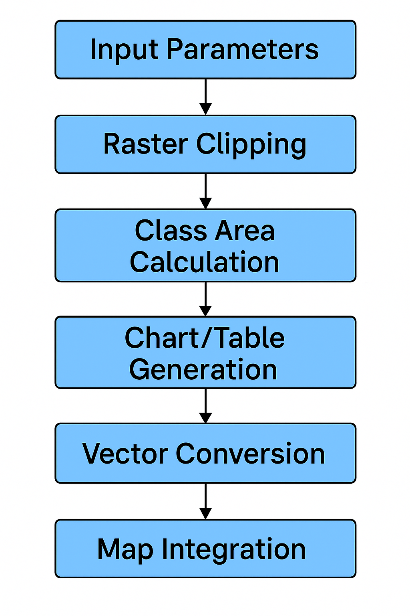 Input Parameters
Raster Clipping
Class Area
Calculation
Chart/Table
Generation
Vector Conversion
Map Integration